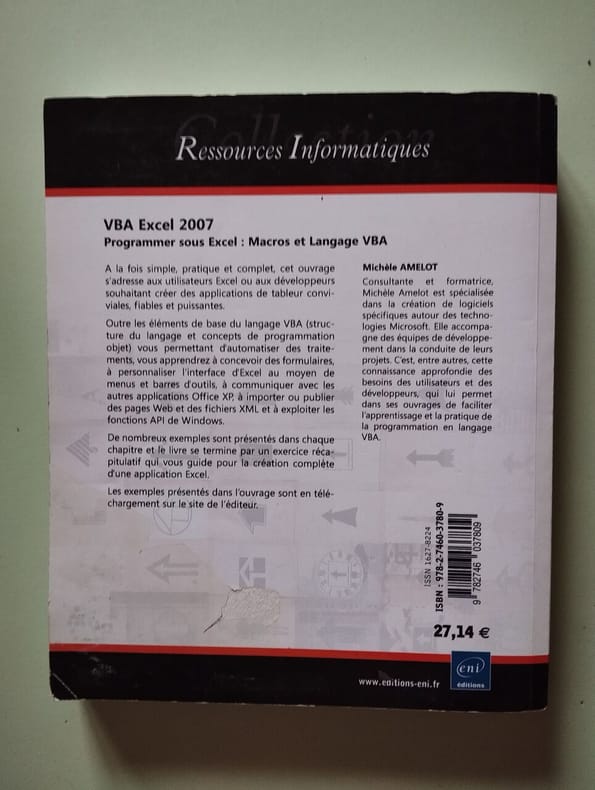 Collection
Ressources Informatiques
VBA Excel 2007
Programmer sous Excel : Macros et Langage VBA
A la fois simple, pratique et complet, cet ouvrage
s'adresse aux utilisateurs Excel ou aux développeurs
souhaitant créer des applications de tableur convi-
viales, fiables et puissantes.
Outre les éléments de base du langage VBA (struc-
ture du langage et concepts de programmation
objet) vous permettant d'automatiser des traite-
ments, vous apprendrez à concevoir des formulaires,
à personnaliser l'interface d'Excel au moyen de
menus et barres d'outils, à communiquer avec les
autres applications Office XP, à importer ou publier
des pages Web et des fichiers XML et à exploiter les
fonctions API de Windows.
De nombreux exemples sont présentés dans chaque
chapitre et le livre se termine par un exercice réca-
pitulatif qui vous guide pour la création complète
d'une application Excel.
Les exemples présentés dans l'ouvrage sont en télé-
chargement sur le site de l'éditeur.
Michèle AMELOT
Consultante et formatrice,
Michèle Amelot est spécialisée
dans la création de logiciels
spécifiques autour des techno-
logies Microsoft. Elle accompa-
gne des équipes de développe-
ment dans la conduite de leurs
projets. C'est, entre autres, cette
connaissance approfondie des
besoins des utilisateurs et des
développeurs, qui lui permet
dans ses ouvrages de faciliter
l'apprentissage et la pratique de
la programmation en langage
VBA.
ISSN 1627-8224
ISBN : 978-2-7460-3780-9
9 782746 037809
27,14 €
www.editions-eni.fr
eni
éditions